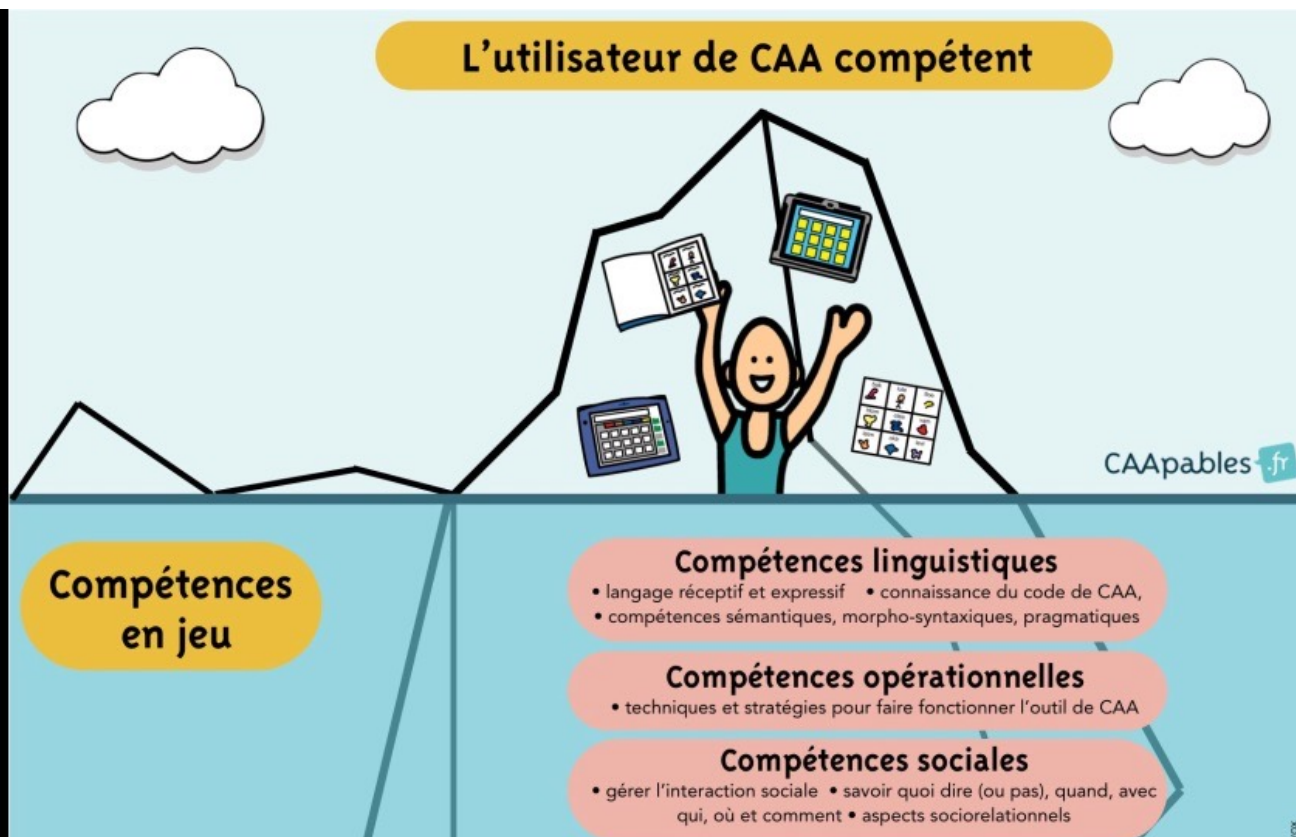 L'utilisateur de CAA compétent
CAApables.fr
Compétences
en jeu
Compétences linguistiques
• langage réceptif et expressif • connaissance du code de CAA,
• compétences sémantiques, morpho-syntaxiques, pragmatiques
Compétences opérationnelles
• techniques et stratégies pour faire fonctionner l'outil de CAA
Compétences sociales
• gérer l'interaction sociale • savoir quoi dire (ou pas), quand, avec
qui, où et comment • aspects sociorelationnels